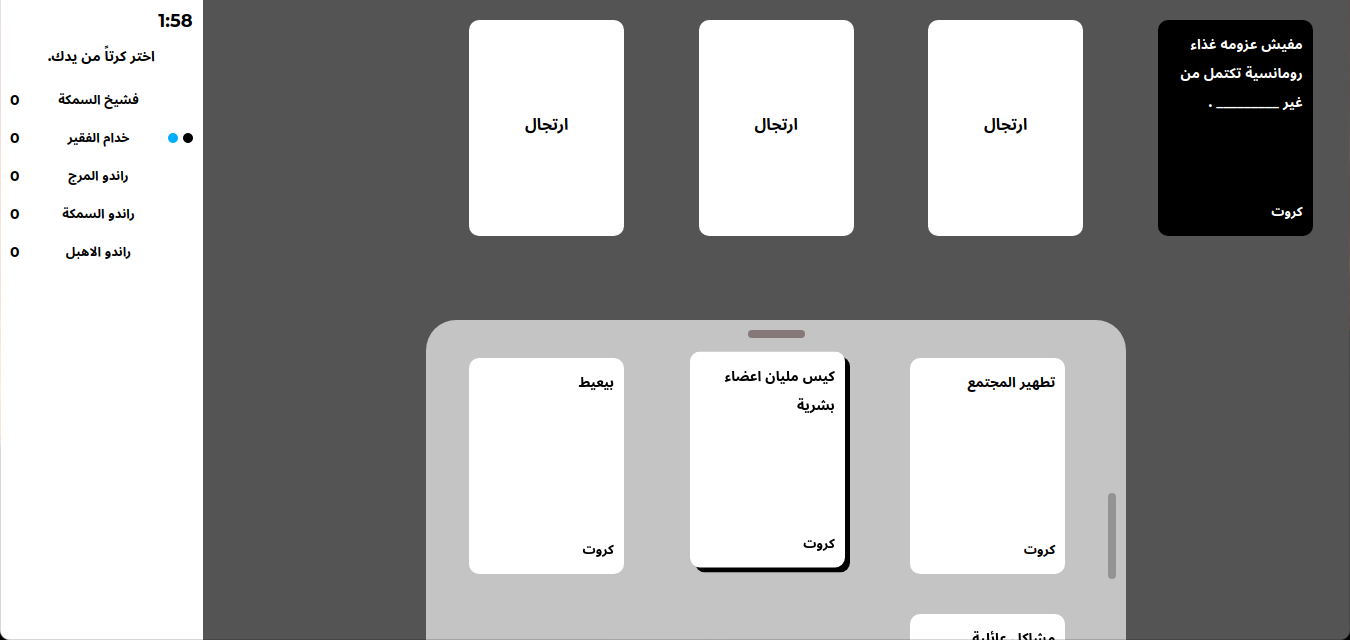 1:58
اختر كرتاً من يدك.
فشيخ السمكة 0
خدام الفقير 0
راندو المرج 0
راندو السمكة 0
راندو الاهبل 0
مفيش عزومه غذاء
رومانسية تكتمل من
غير _________ .
كروت
ارتجال
ارتجال
ارتجال
تطهير المجتمع
كروت
كيس مليان اعضاء
بشرية
كروت
بيعيط
كروت
مشاكل عائلية